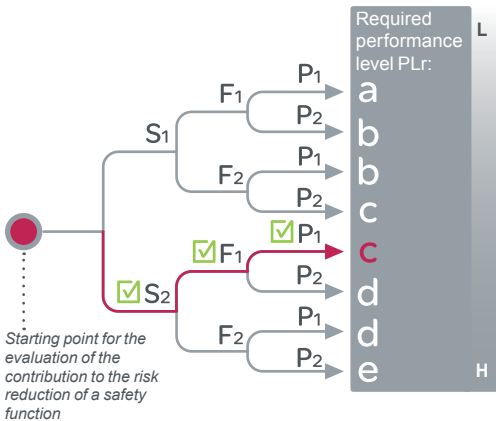 Required
performance
level PLr:
L
P1
a
F1
P2
b
S1
P1
b
F2
P2
c
P1
c
F1
P2
d
S2
P1
d
F2
P2
e
H
Starting point for the
evaluation of the
contribution to the risk
reduction of a safety
function